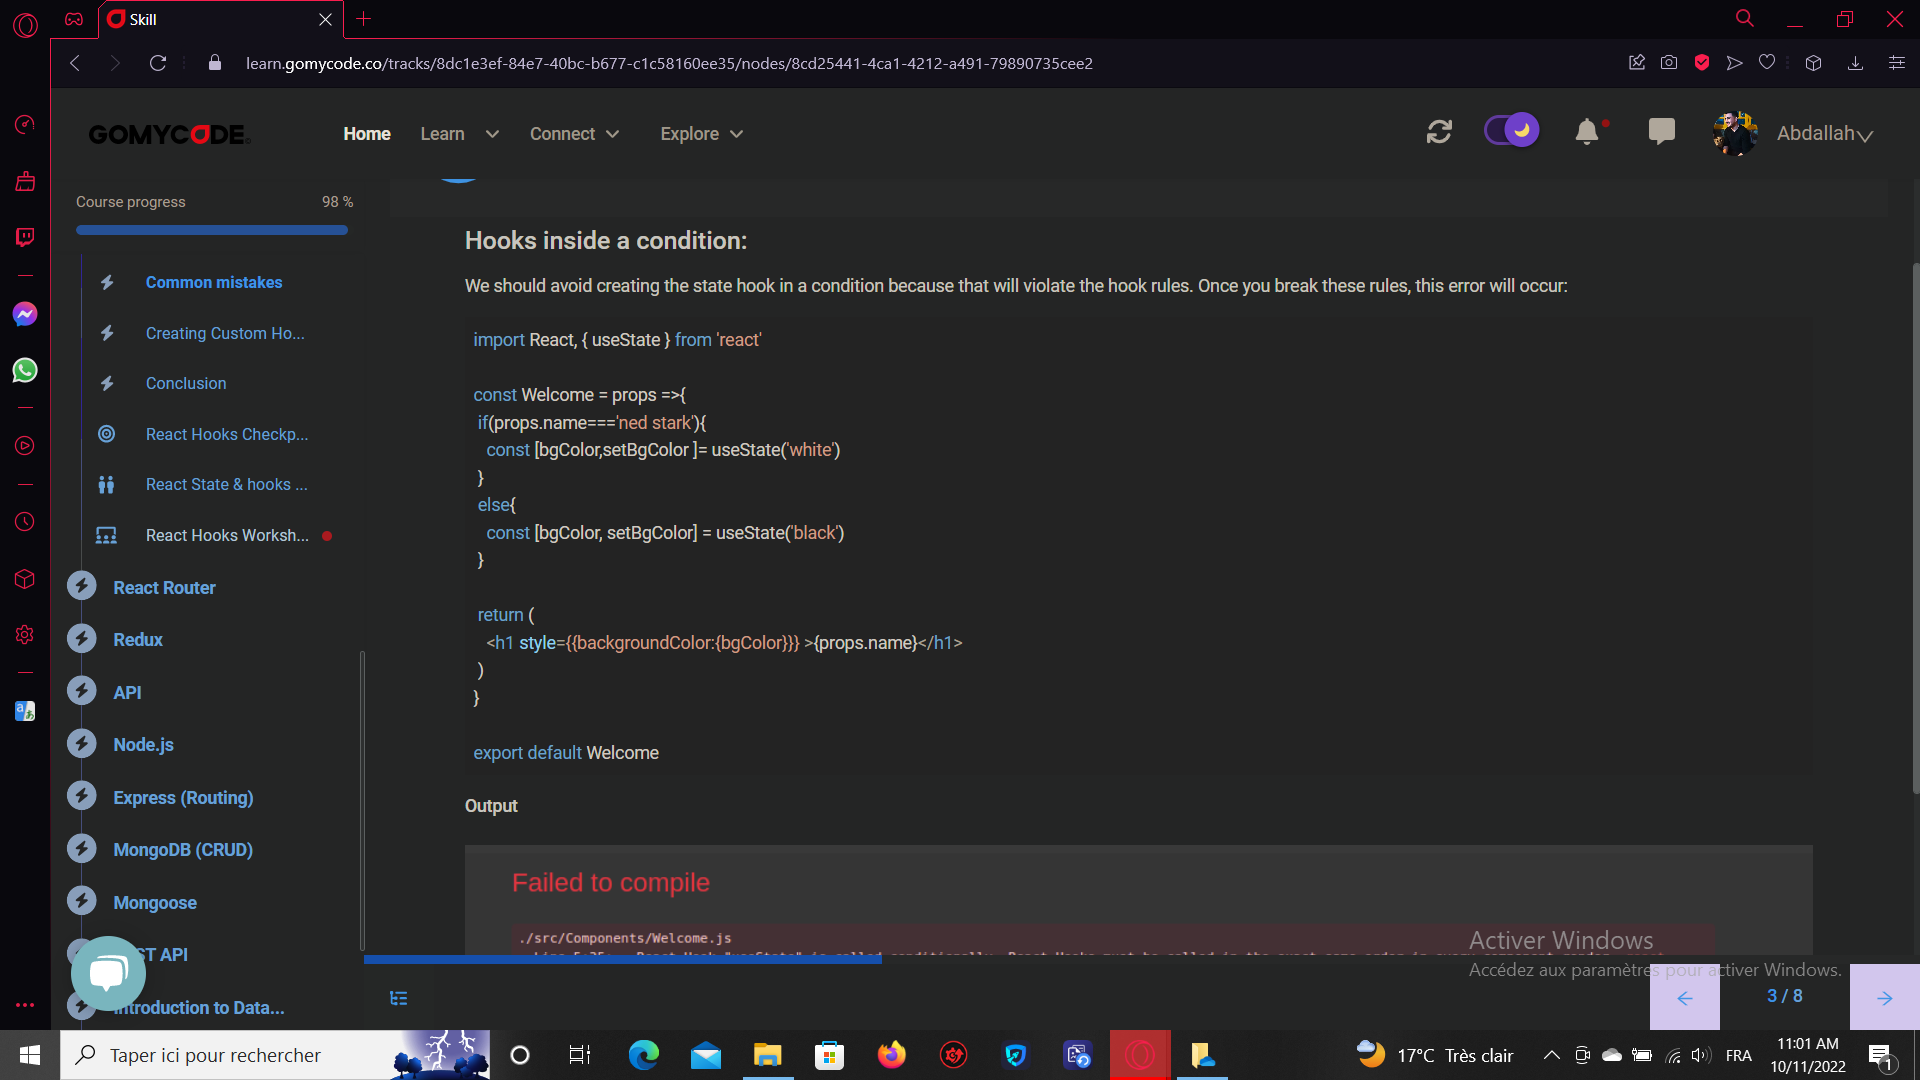 Skill
learn.gomycode.co/tracks/8dc1e3ef-84e7-40bc-b677-c1c58160ee35/nodes/8cd25441-4ca1-4212-a491-79890735cee2
GOMYCODE
Home
Learn
Connect
Explore
Abdallah
Course progress
98 %
Common mistakes
Creating Custom Ho...
Conclusion
React Hooks Checkp...
React State & hooks ...
React Hooks Worksh...
React Router
Redux
API
Node.js
Express (Routing)
MongoDB (CRUD)
Mongoose
ST API
Introduction to Data...
Hooks inside a condition:
We should avoid creating the state hook in a condition because that will violate the hook rules. Once you break these rules, this error will occur:
import React, { useState } from 'react'
const Welcome = props =>{
if(props.name==='ned stark'){
const [bgColor,setBgColor ]= useState('white')
}
else{
const [bgColor, setBgColor] = useState('black')
}
return (
<h1 style={{backgroundColor:{bgColor}}} >{props.name}</h1>
)
}
export default Welcome
Output
Failed to compile
./src/Components/Welcome.js
Activer Windows
Accédez aux paramètres pour activer Windows.
3 / 8
Taper ici pour rechercher
17°C Très clair
FRA
11:01 AM
10/11/2022
1